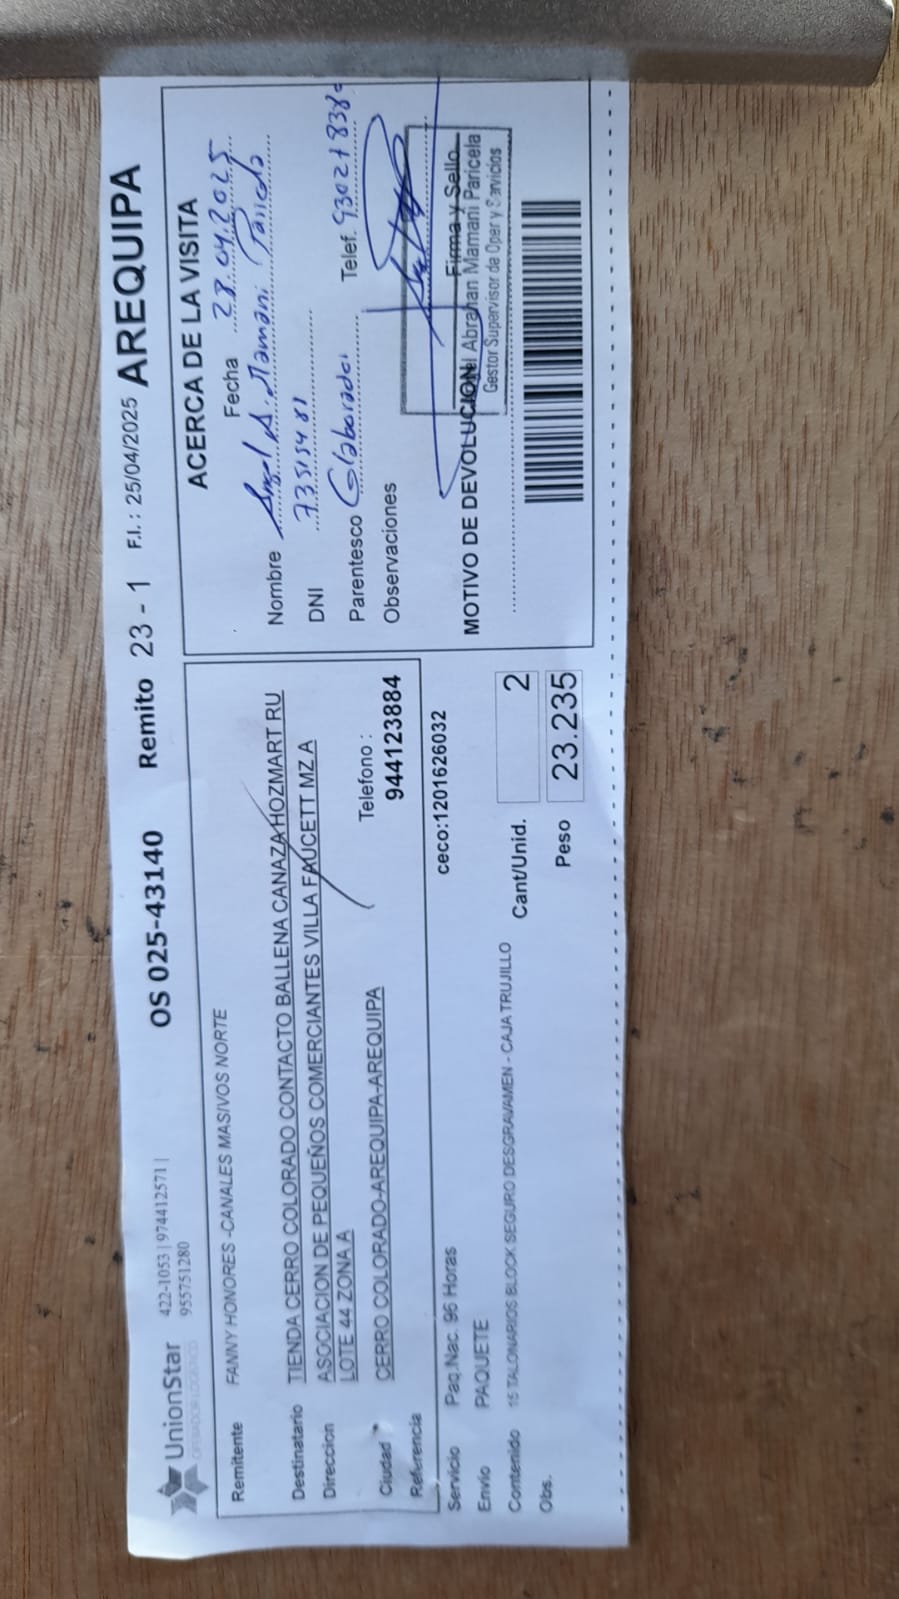 UnionStar
OPERADOR LOGISTICO
422-1053 | 974412571 |
955751280
OS 025-43140
Remito 23 - 1
F.I. : 25/04/2025
AREQUIPA
Remitente FANNY HONORES -CANALES MASIVOS NORTE
Destinatario TIENDA CERRO COLORADO CONTACTO BALLENA CANAZA HOZMART RU
Direccion ASOCIACION DE PEQUEÑOS COMERCIANTES VILLA FAUCETT MZ A
LOTE 44 ZONA A
Telefono :
Ciudad CERRO COLORADO-AREQUIPA-AREQUIPA
944123884
Referencia
Servicio Paq.Nac. 96 Horas
ceco:1201626032
Envio PAQUETE
Contenido 15 TALONARIOS BLOCK SEGURO DESGRAVAMEN - CAJA TRUJILLO
Cant/Unid. 2
Obs.
Peso 23.235
ACERCA DE LA VISITA
Fecha 28.04.2025
Nombre Angel A. Mamani
DNI 73515481
Parentesco Colaborador Telef.
Observaciones
Firma y Sello
MOTIVO DE DEVOLUCION
Abrahan Mamani Paricela
Gestor Supervisor de Oper y Servicios